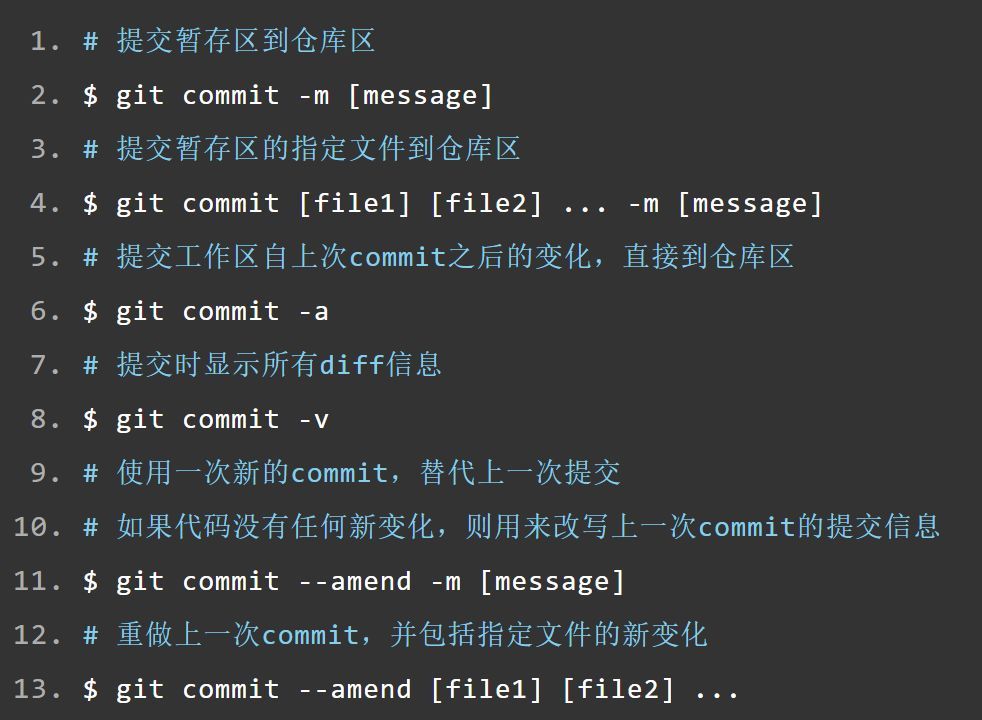 1. # 提交暂存区到仓库区
2. $ git commit -m [message]
3. # 提交暂存区的指定文件到仓库区
4. $ git commit [file1] [file2] ... -m [message]
5. # 提交工作区自上次commit之后的变化，直接到仓库区
6. $ git commit -a
7. # 提交时显示所有diff信息
8. $ git commit -v
9. # 使用一次新的commit，替代上一次提交
10. # 如果代码没有任何新变化，则用来改写上一次commit的提交信息
11. $ git commit --amend -m [message]
12. # 重做上一次commit，并包括指定文件的新变化
13. $ git commit --amend [file1] [file2] ...